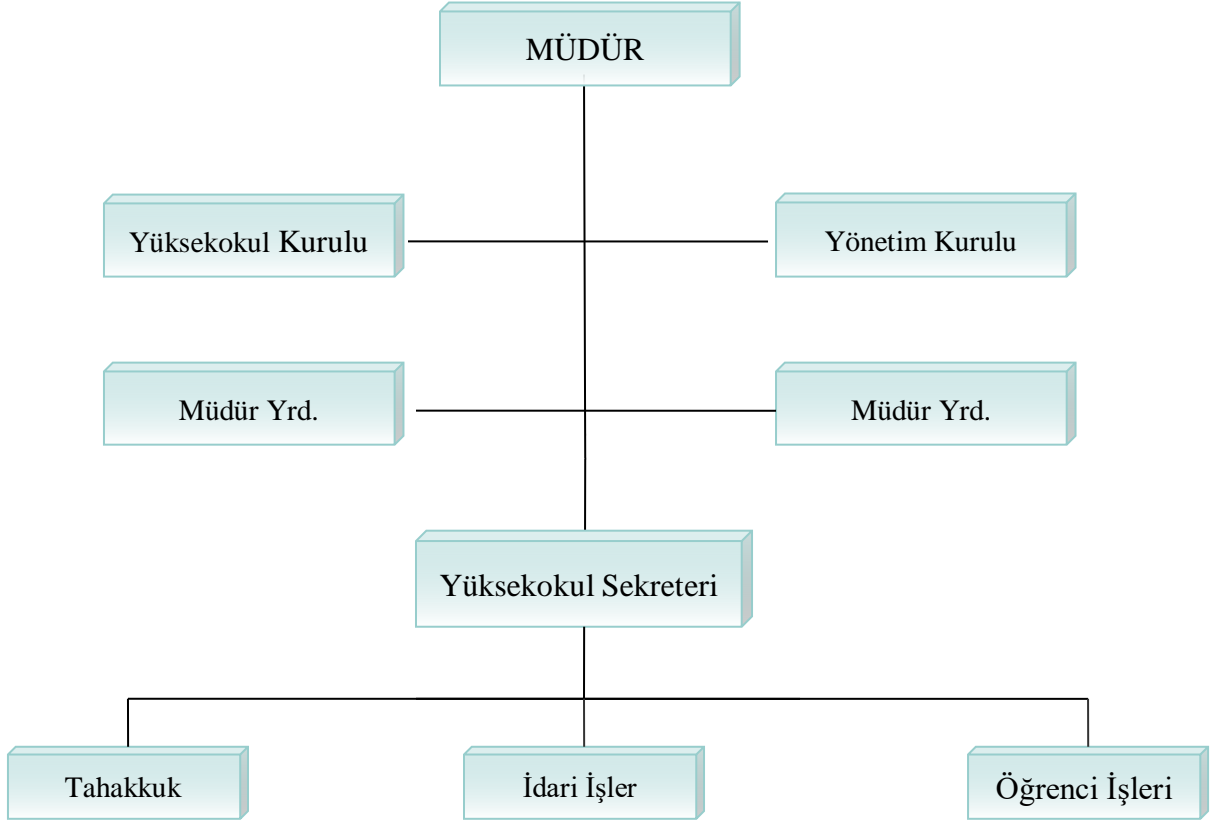 MÜDÜR
Yüksekokul Kurulu
Yönetim Kurulu
Müdür Yrd.
Müdür Yrd.
Yüksekokul Sekreteri
Tahakkuk
İdari İşler
Öğrenci İşleri